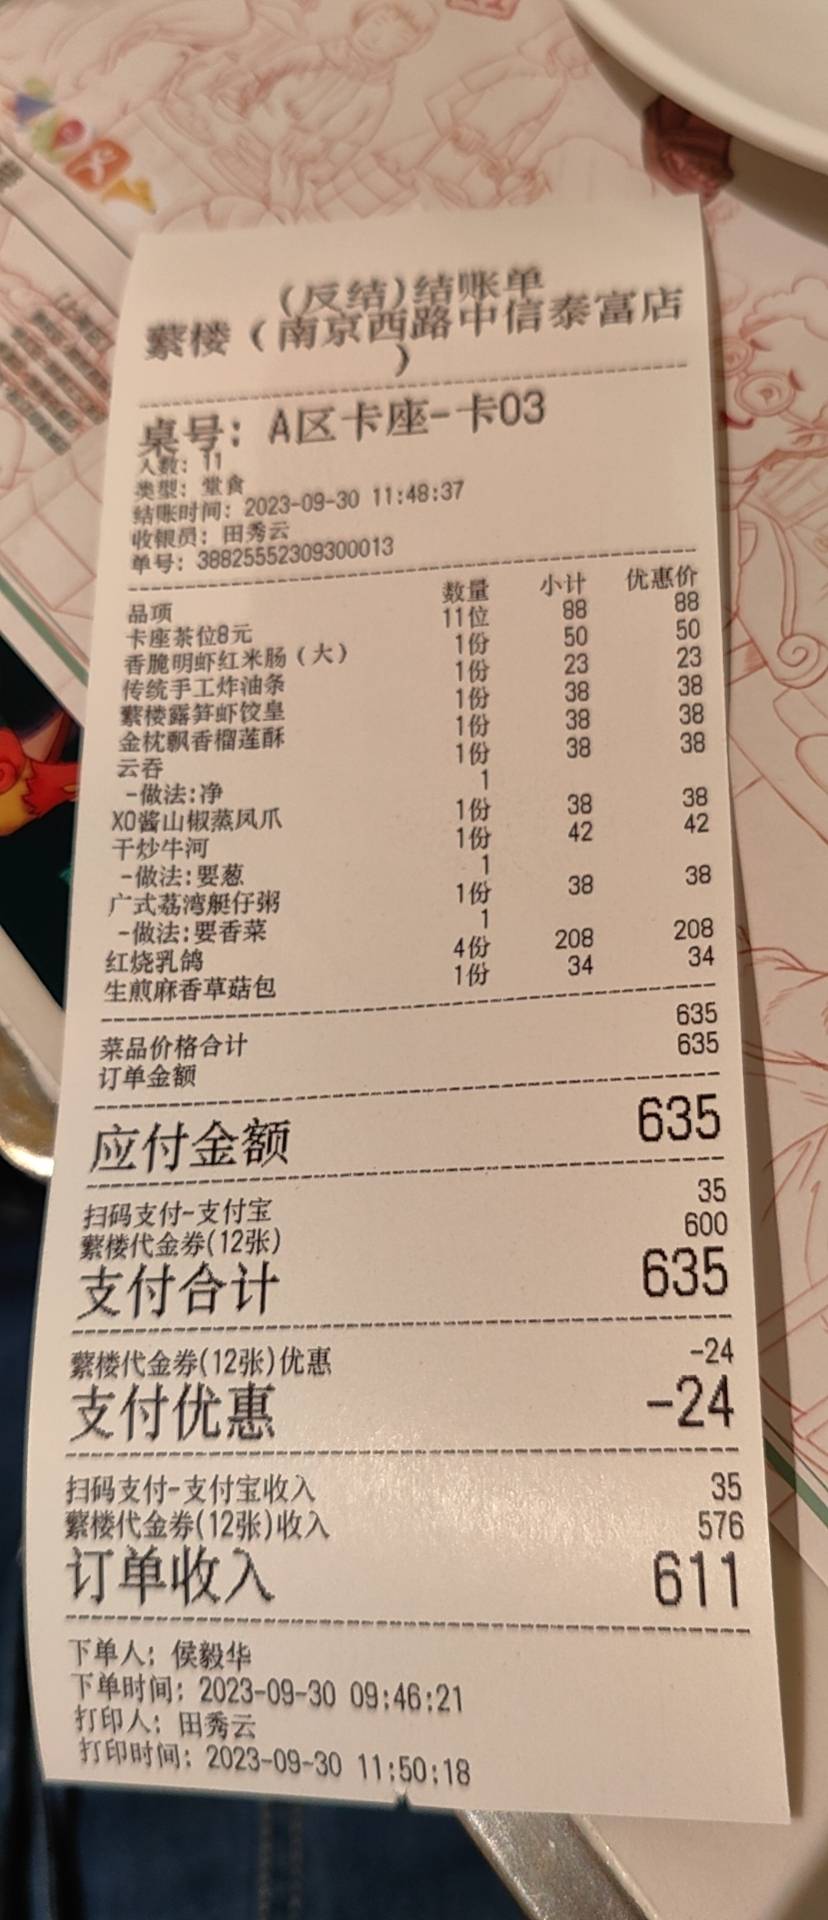 (反结)结账单
蘩楼（南京西路中信泰富店
）
桌号: A区卡座-卡03
人数: 11
类型: 堂食
结账时间: 2023-09-30 11:48:37
收银员: 田秀云
单号: 388255552309300013
品项 数量 小计 优惠价
卡座茶位8元 11位 88 88
香脆明虾红米肠（大） 1份 50 50
传统手工炸油条 1份 23 23
蘩楼露笋虾饺皇 1份 38 38
金枕飘香榴莲酥 1份 38 38
云吞 1份 38 38
-做法:净 1
XO酱山椒蒸凤爪 1份 38 38
干炒牛河 1份 42 42
-做法:要葱 1
广式荔湾艇仔粥 1份 38 38
-做法:要香菜 1
红烧乳鸽 4份 208 208
生煎麻香草菇包 1份 34 34
菜品价格合计 635
订单金额 635
应付金额 635
扫码支付-支付宝 35
蘩楼代金券(12张) 600
支付合计 635
蘩楼代金券(12张)优惠 -24
支付优惠 -24
扫码支付-支付宝收入 35
蘩楼代金券(12张)收入 576
订单收入 611
下单人: 侯毅华
下单时间: 2023-09-30 09:46:21
打印人: 田秀云
打印时间: 2023-09-30 11:50:18